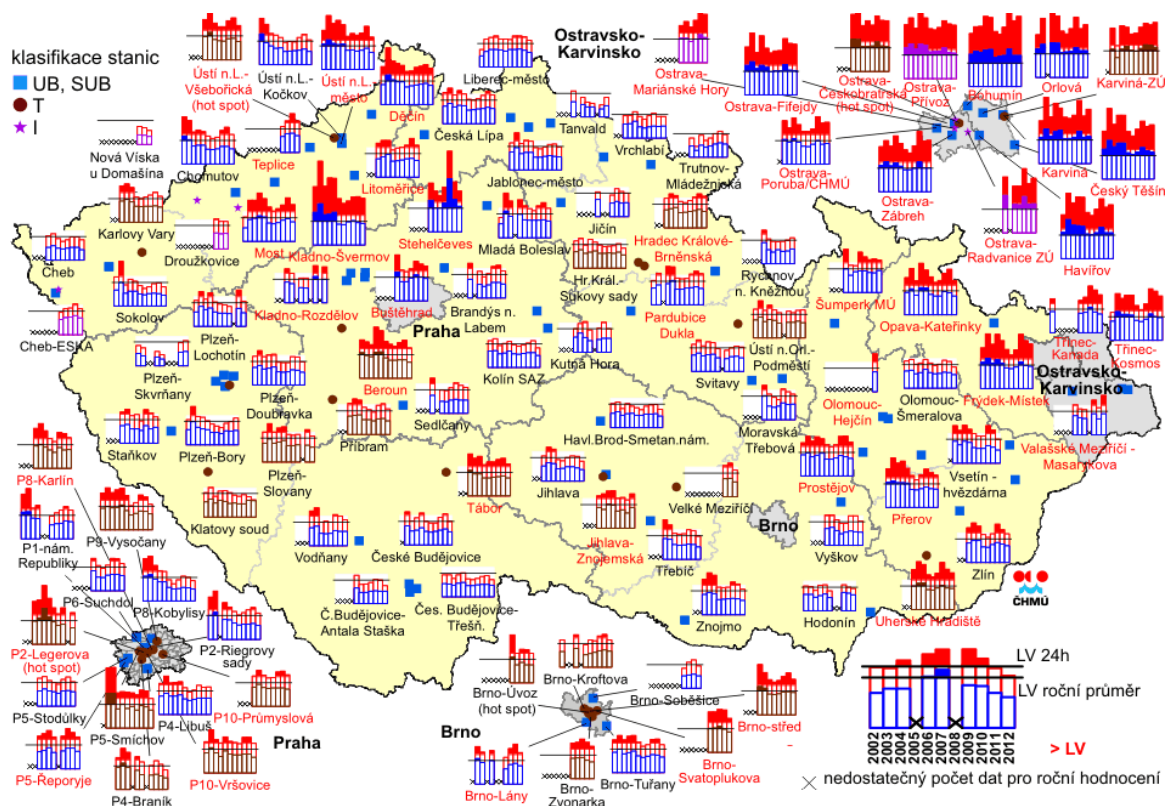 klasifikace stanic
UB, SUB
T
I
Ostravsko-
Karvinsko
Ústí n.L.-
Všebořická
(hot spot)
Ústí n.L.-
Kočkov
Ústí n.L.-
město
Děčín
Liberec-město
Česká Lípa
Tanvald
Vrchlabí
Trutnov-
Mládežnická
Ostrava-
Mariánské Hory
Ostrava-Fifejdy
Ostrava-
Českobratrská
(hot spot)
Ostrava-
Přívoz
Bohumín
Orlová
Karviná-ZÚ
Ostrava-
Poruba/CHMÚ
Ostrava-
Zábřeh
Ostrava-
Radvanice ZÚ
Karviná
Český Těšín
Havířov
Nová Víska
u Domašína
Chomutov
Teplice
Litoměřice
Jablonec-město
Karlovy Vary
Droužkovice
Most
Kladno-Švermov
Stehelčeves
Mladá Boleslav
Jičín
Hradec Králové-
Brněnská
Hr.Král.-
Sukovy sady
Rychnov
n. Kněžnou
Cheb
Sokolov
Cheb-ESKA
Plzeň-
Lochotín
Kladno-Rozdělov
Buštěhrad
Praha
Brandýs n.
Labem
Pardubice
Dukla
Šumperk MÚ
Opava-Kateřinky
Třinec-
Kanada
Třinec-
Kosmos
Ostravsko-
Karvinsko
Plzeň-
Skvrňany
Plzeň-
Doubravka
Beroun
Kolín SAZ
Kutná Hora
Svitavy
Ústí n.Orl.-
Podměstí
Olomouc-
Hejčín
Olomouc-
Šmeralova
Frýdek-Místek
Valašské Meziříčí -
Masarykova
Staňkov
Plzeň-Bory
Plzeň-
Slovany
Příbram
Sedlčany
Havl.Brod-Smetan.nám.
Moravská
Třebová
Vsetín -
hvězdárna
P8-Karlín
Klatovy soud
Tábor
Jihlava
Velké Meziříčí
Prostějov
Přerov
P9-Vysočany
P1-nám.
Republiky
Vodňany
České Budějovice
Jihlava-
Znojemská
Třebíč
Brno
Vyškov
Zlín
ČHMÚ
P6-Suchdol
P8-Kobylisy
Č.Budějovice-
Antala Staška
Čes. Budějovice-
Třešň.
Znojmo
Hodonín
Uherské Hradiště
P2-Legerova
(hot spot)
P2-Riegrovy
sady
P5-Stodůlky
P5-Smíchov
P4-Libuš
P10-Průmyslová
Praha
P5-Řeporyje
P4-Braník
P10-Vršovice
Brno
Brno-Úvoz
(hot spot)
Brno-Kroftova
Brno-Soběšice
Brno-střed
Brno-
Svatoplukova
Brno-Lány
Brno-
Zvonarka
Brno-Tuřany
LV 24h
LV roční průměr
2002
2003
2004
2005
2006
2007
2008
2009
2010
2011
2012
> LV
nedostatečný počet dat pro roční hodnocení